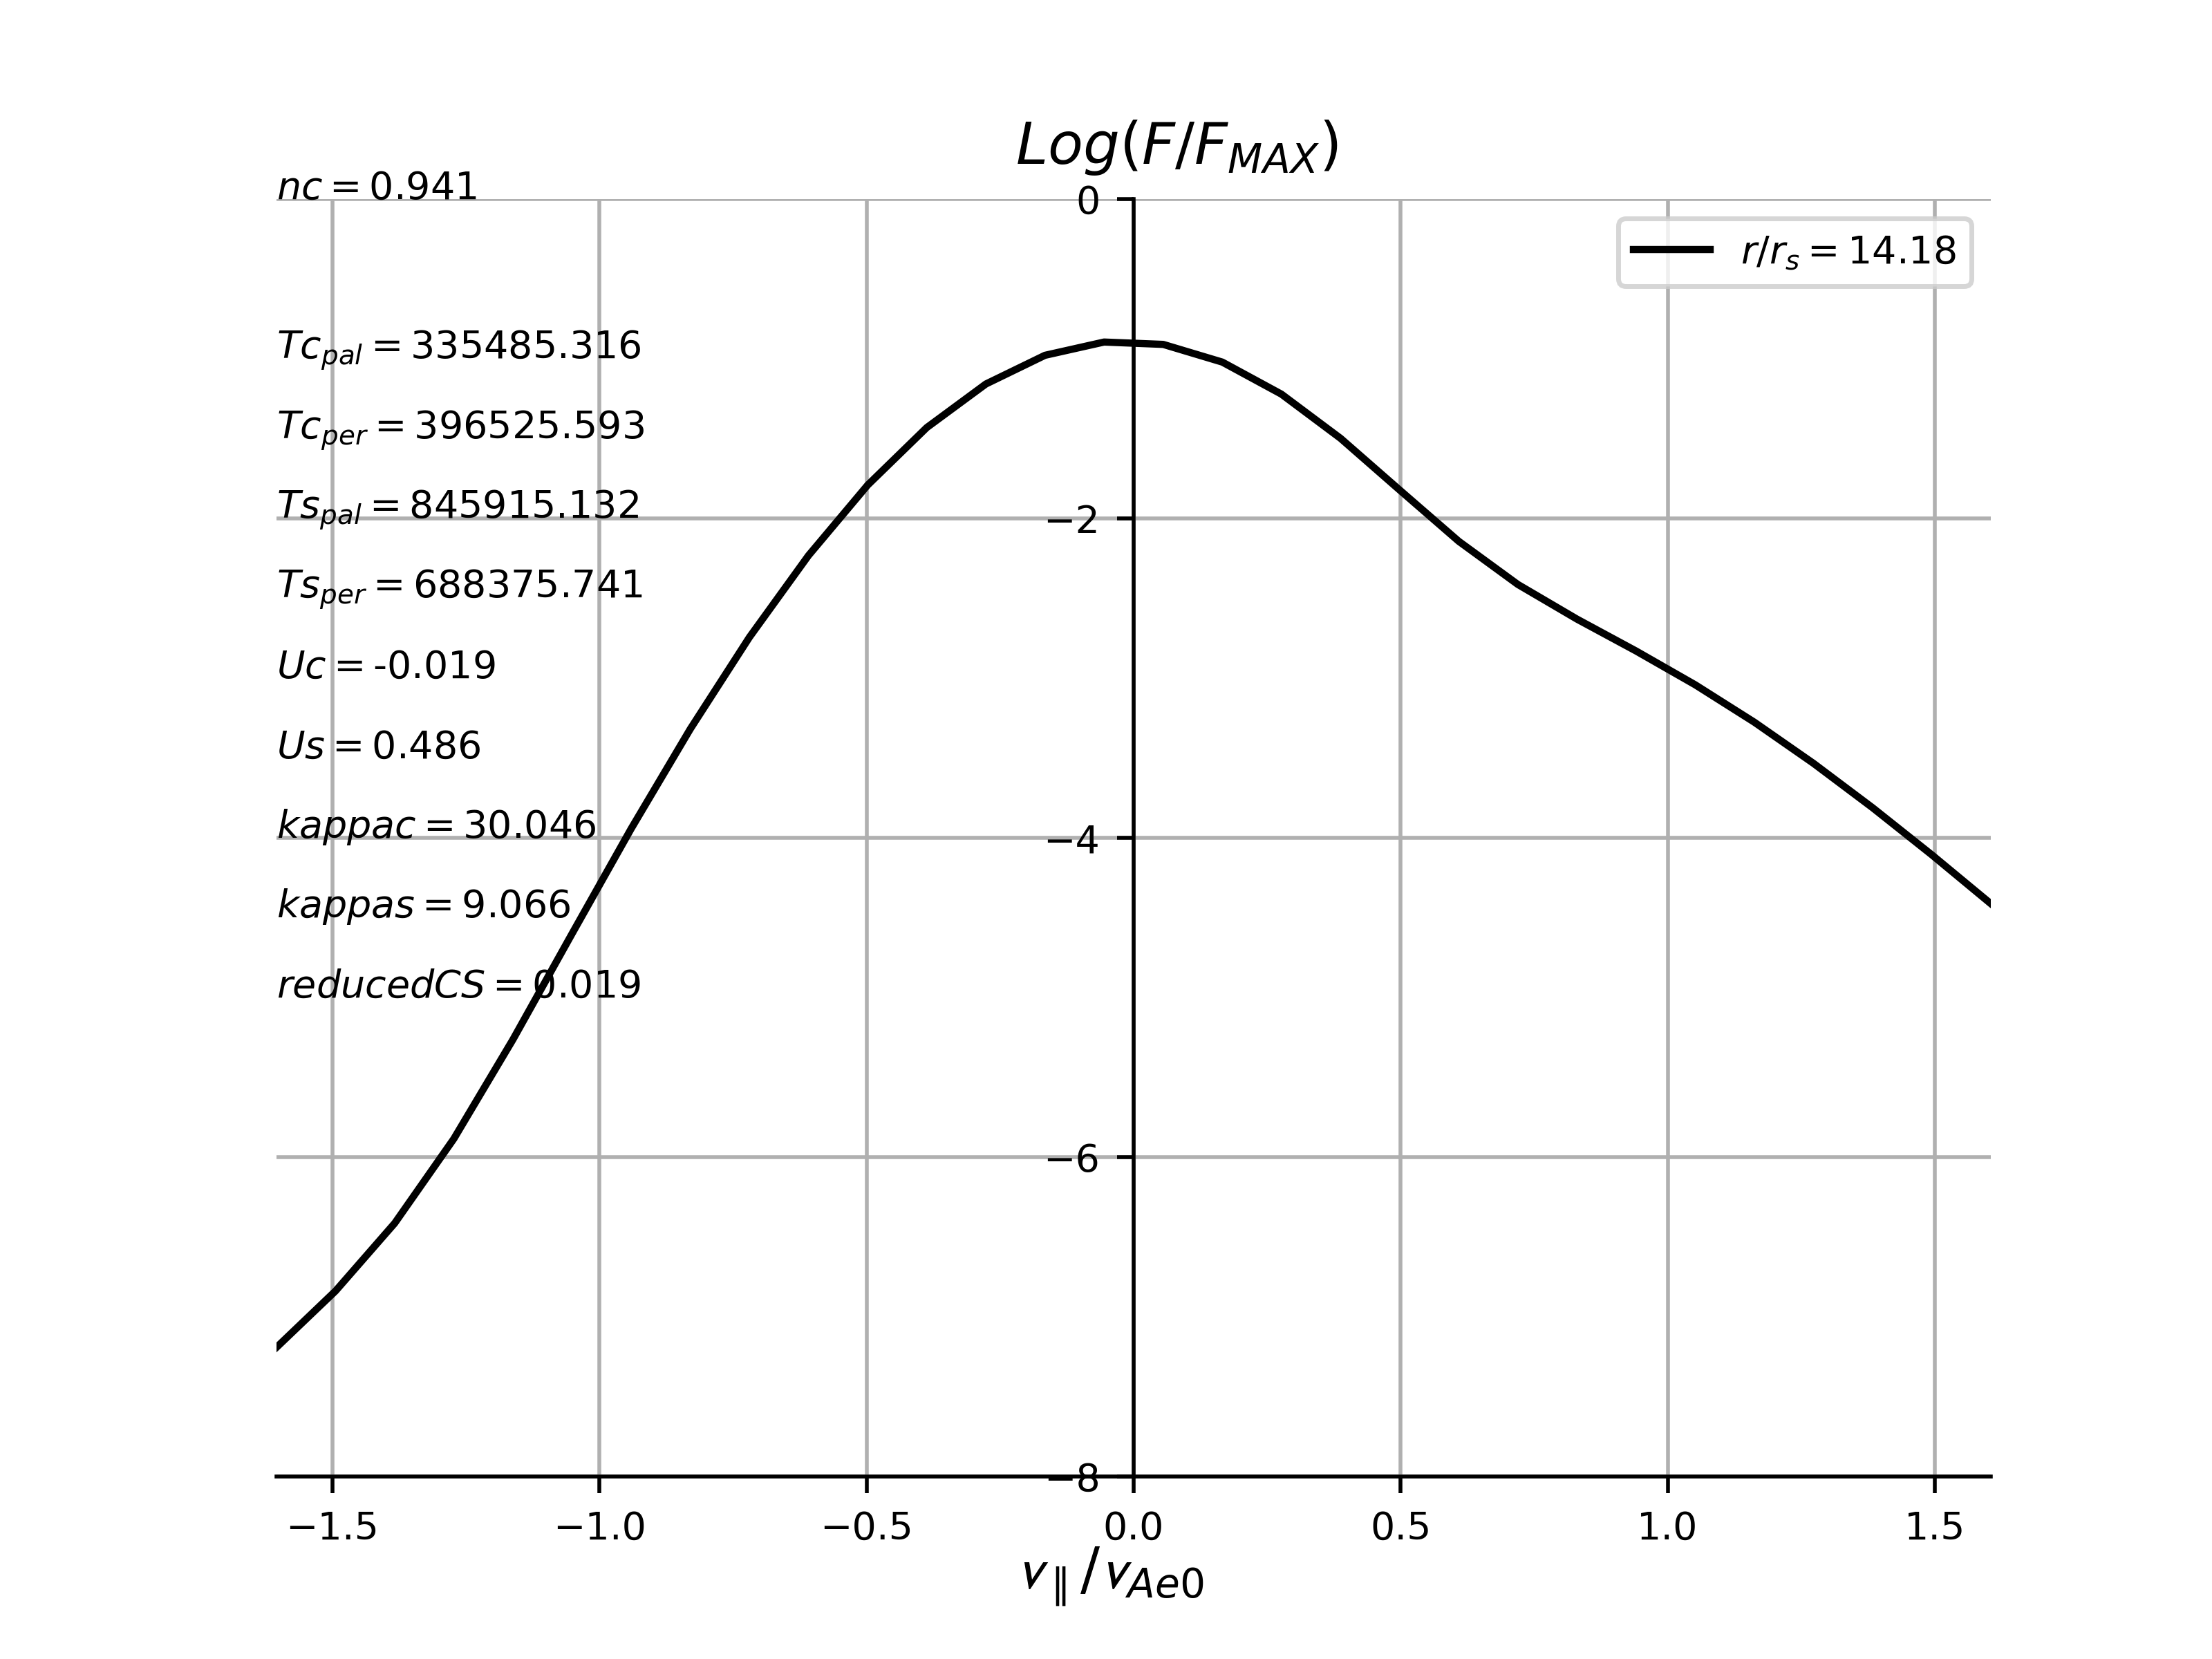 Log(F/F_MAX)
nc = 0.941
0
r/r_s = 14.18
Tc_pal = 335485.316
Tc_per = 396525.593
Ts_pal = 845915.132
−2
Ts_per = 688375.741
Uc = -0.019
Us = 0.486
kappac = 30.046
−4
kappas = 9.066
reducedCS = 0.019
−6
−8
−1.5 −1.0 −0.5 0.0 0.5 1.0 1.5
v_∥/v_Ae0